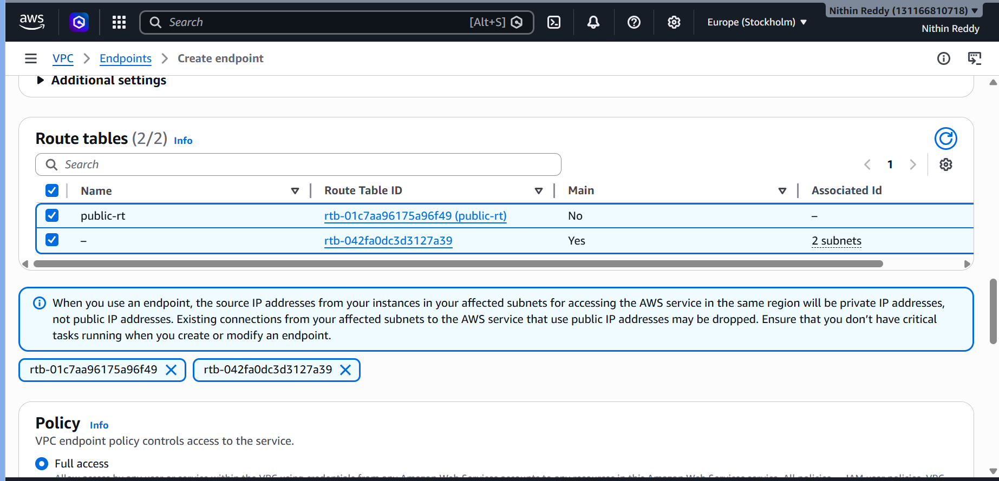 Nithin Reddy (131166810718)
aws
Search [Alt+S]
Europe (Stockholm)
Nithin Reddy
VPC Endpoints Create endpoint
Additional settings
Route tables (2/2) Info
Search
1
Name Route Table ID Main Associated Id
public-rt rtb-01c7aa96175a96f49 (public-rt) No –
– rtb-042fa0dc3d3127a39 Yes 2 subnets
When you use an endpoint, the source IP addresses from your instances in your affected subnets for accessing the AWS service in the same region will be private IP addresses,
not public IP addresses. Existing connections from your affected subnets to the AWS service that use public IP addresses may be dropped. Ensure that you don’t have critical
tasks running when you create or modify an endpoint.
rtb-01c7aa96175a96f49 rtb-042fa0dc3d3127a39
Policy Info
VPC endpoint policy controls access to the service.
Full access